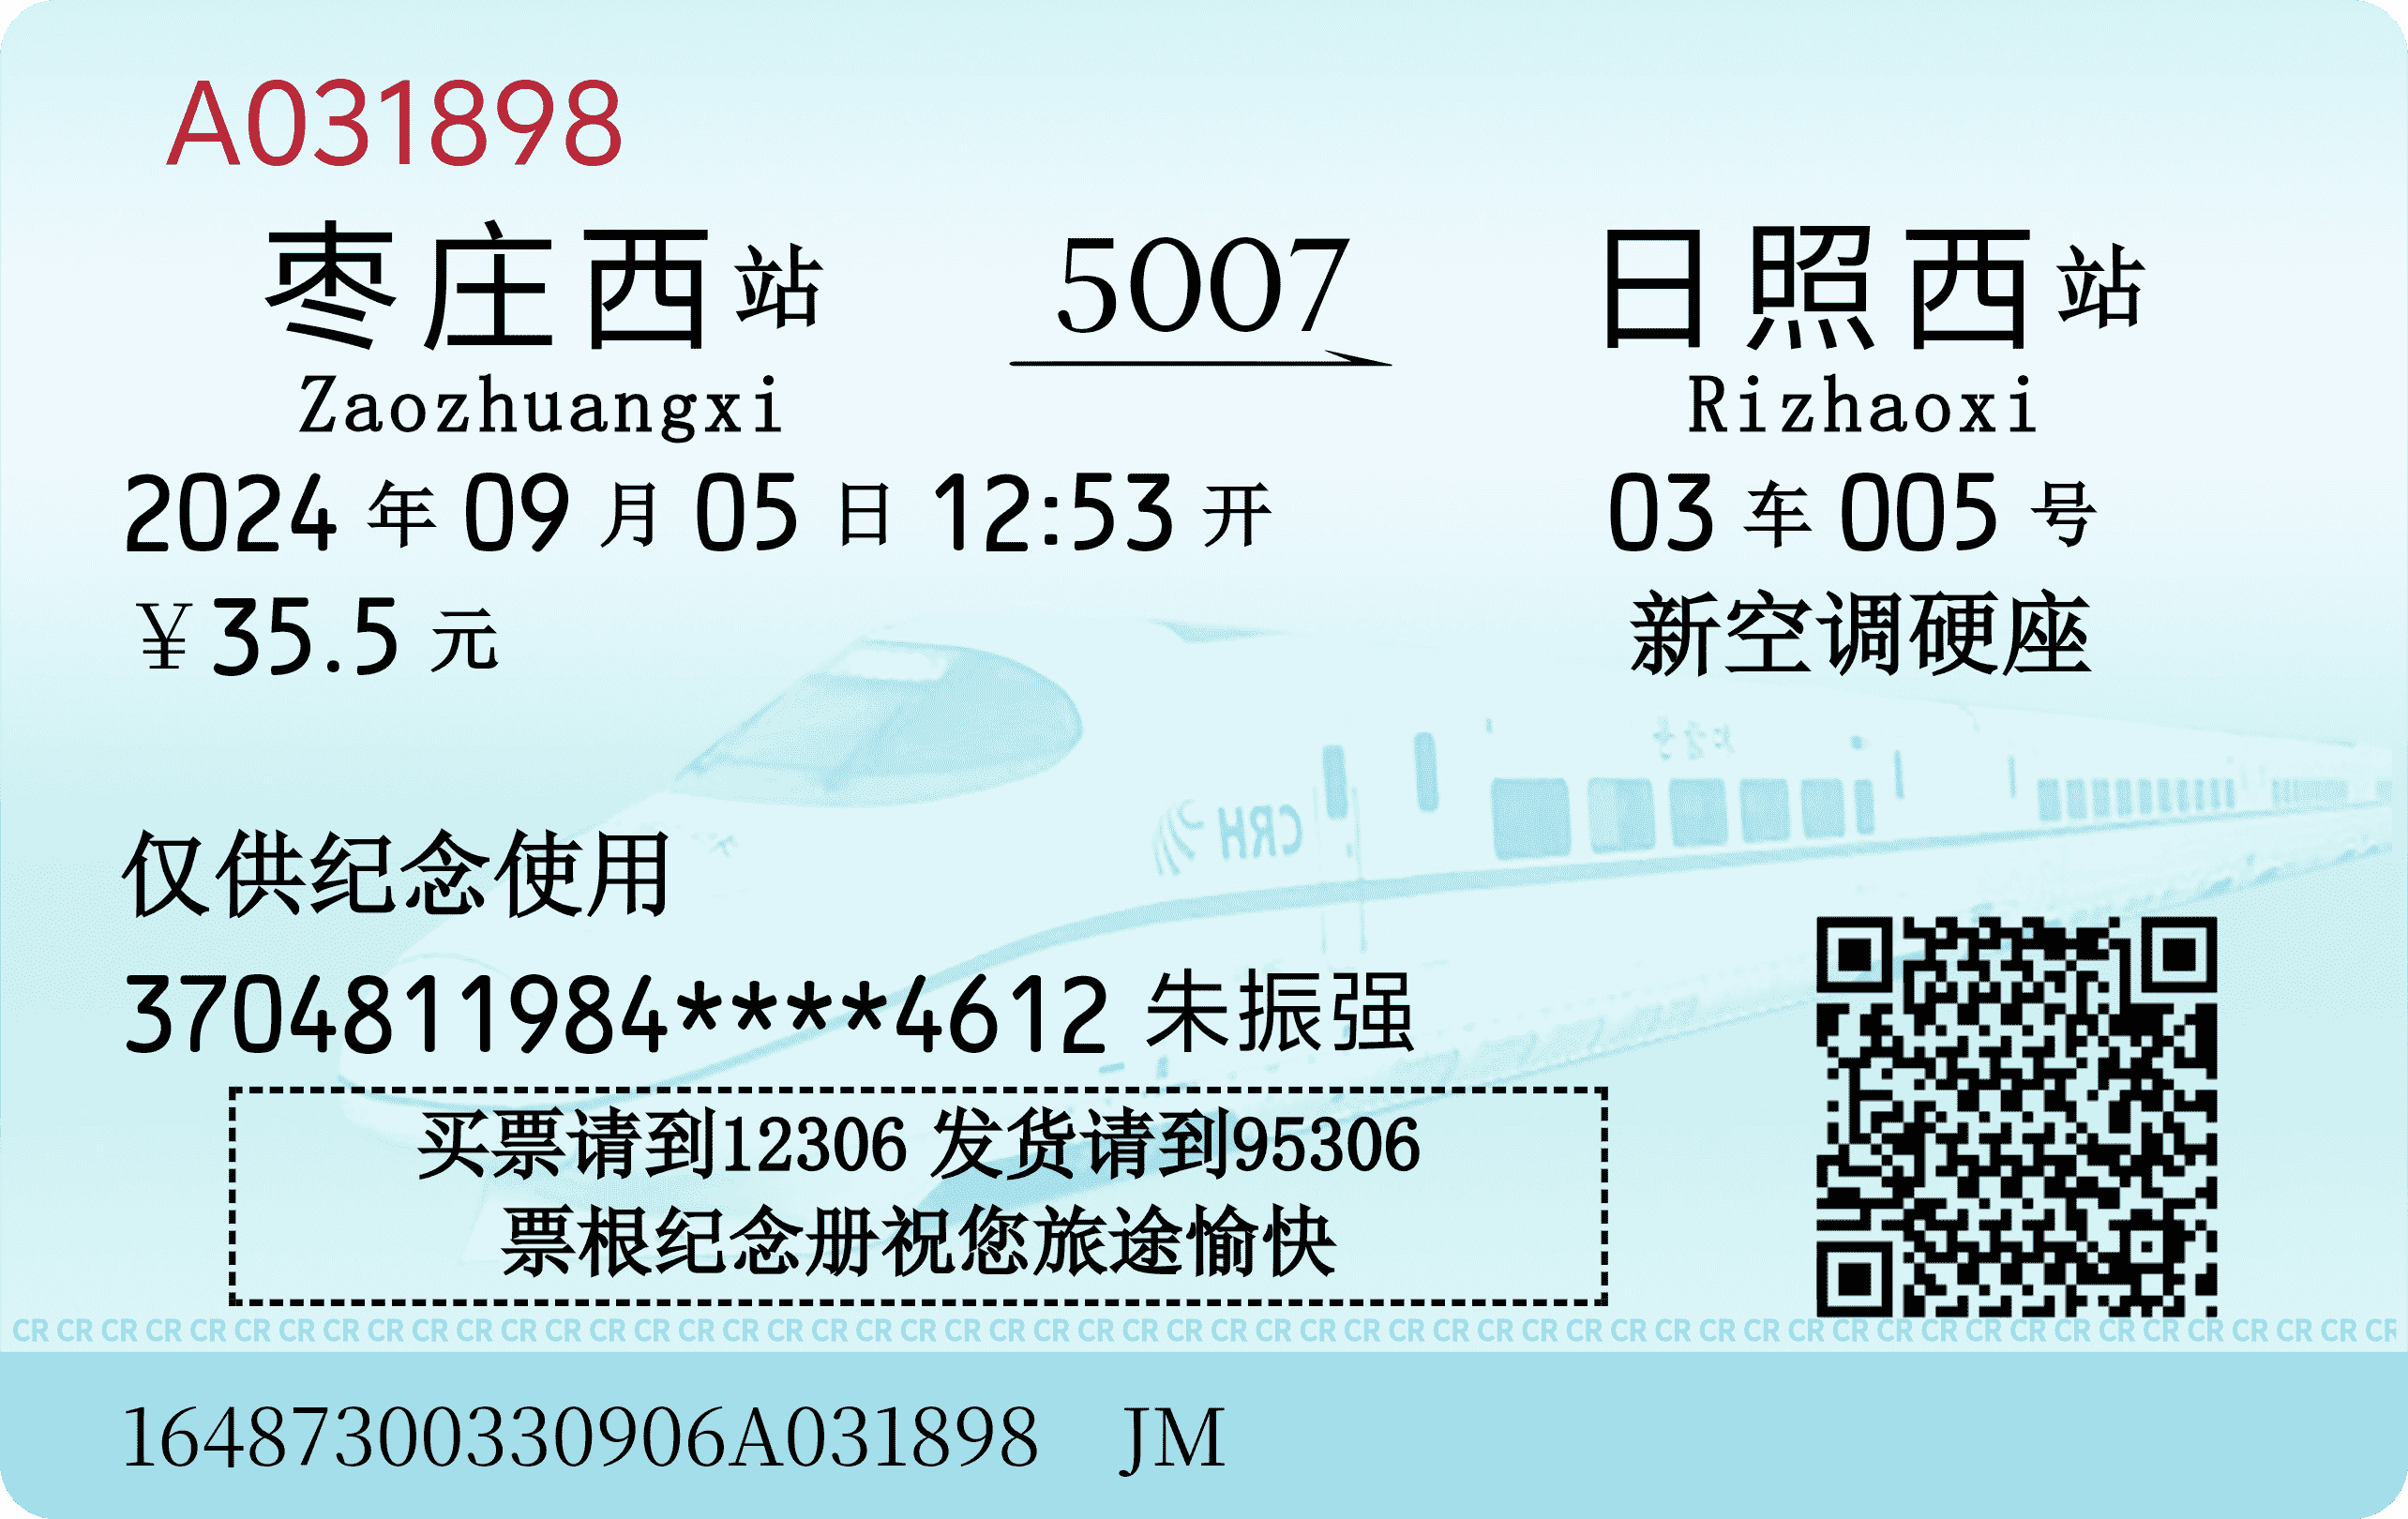 A031898
枣庄西站 5007 日照西站
Zaozhuangxi Rizhaoxi
2024年09月05日12:53开 03车005号
¥35.5元 新空调硬座
CRH
仅供纪念使用
3704811984****4612 朱振强
买票请到12306 发货请到95306
票根纪念册祝您旅途愉快
CR CR CR CR CR CR CR CR CR CR CR CR CR CR CR CR CR CR CR CR CR CR CR CR CR CR CR CR CR CR CR CR CR CR CR CR CR CR CR CR CR CR CR CR CR CR CR CR CR CR CR CR CR CR
16487300330906A031898 JM